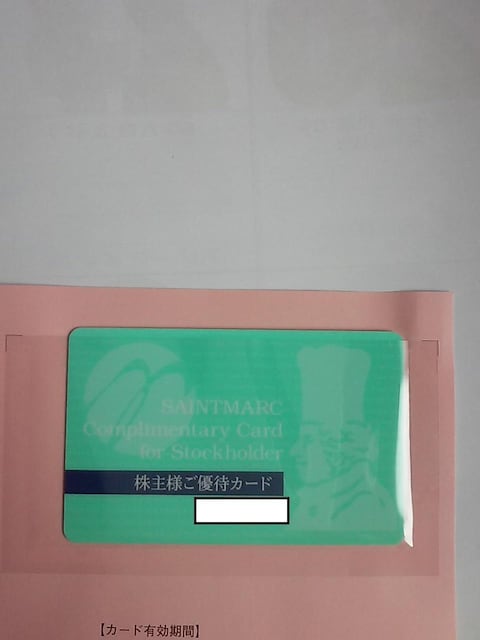 SAINTMARC
Complimentary Card
for Stockholder
株主様ご優待カード
【カード有効期間】